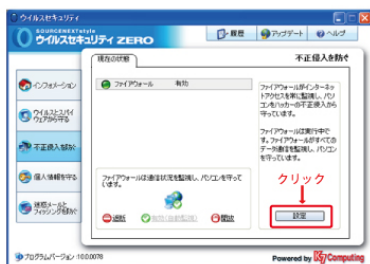 ウイルスセキュリティ
SOURCENEXTstyle
ウイルスセキュリティ ZERO
履歴
アップデート
ヘルプ
現在の状態
不正侵入を防ぐ
インフォメーション
ウイルスとスパイ
ウェアから守る
不正侵入を防ぐ
個人情報を守る
迷惑メールと
フィッシングを防ぐ
ファイアウォール 有効
ファイアウォールは通信状況を監視し、パソコンを守って
います。
遮断
有効(自動監視)
開放
ファイアウォールがインターネッ
トアクセスを常に監視し、パソ
コンをハッカーの不正侵入から
守っています。
ファイアウォールは実行中で
す。ファイアウォールがすべての
データ通信を監視し、パソコン
を守っています。
クリック
設定
プログラムバージョン 10.0.0078
Powered by K7Computing